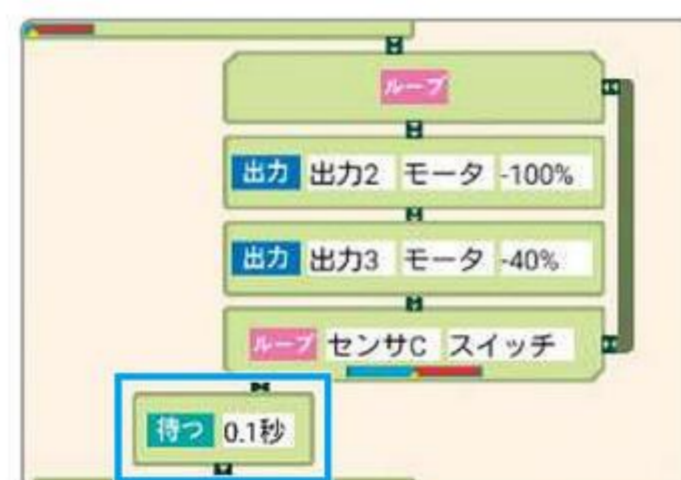 ループ
出力 出力2 モータ -100%
出力 出力3 モータ -40%
ループ センサC スイッチ
待つ 0.1秒